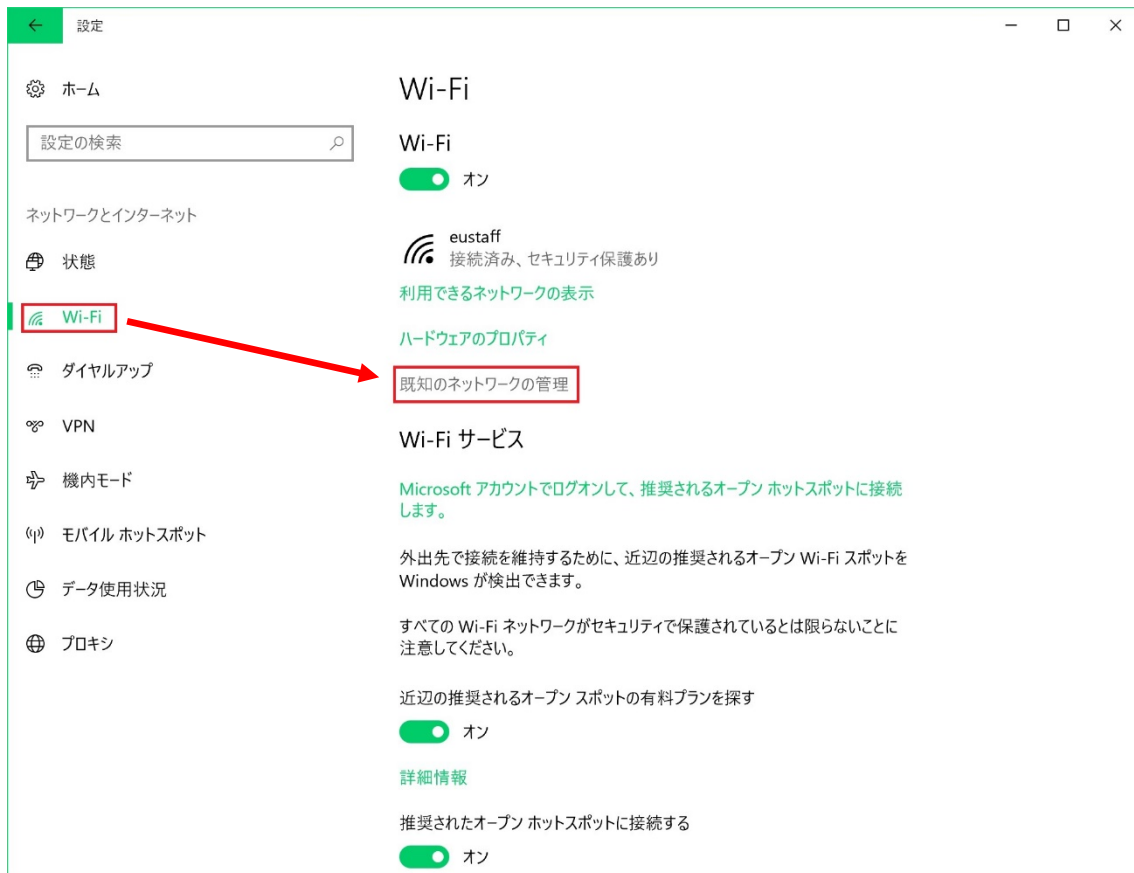 設定
ホーム
設定の検索
ネットワークとインターネット
状態
Wi-Fi
ダイヤルアップ
VPN
機内モード
モバイル ホットスポット
データ使用状況
プロキシ
Wi-Fi
Wi-Fi
オン
eustaff
接続済み、セキュリティ保護あり
利用できるネットワークの表示
ハードウェアのプロパティ
既知のネットワークの管理
Wi-Fi サービス
Microsoft アカウントでログオンして、推奨されるオープン ホットスポットに接続
します。
外出先で接続を維持するために、近辺の推奨されるオープン Wi-Fi スポットを
Windows が検出できます。
すべての Wi-Fi ネットワークがセキュリティで保護されているとは限らないことに
注意してください。
近辺の推奨されるオープン スポットの有料プランを探す
オン
詳細情報
推奨されたオープン ホットスポットに接続する
オン